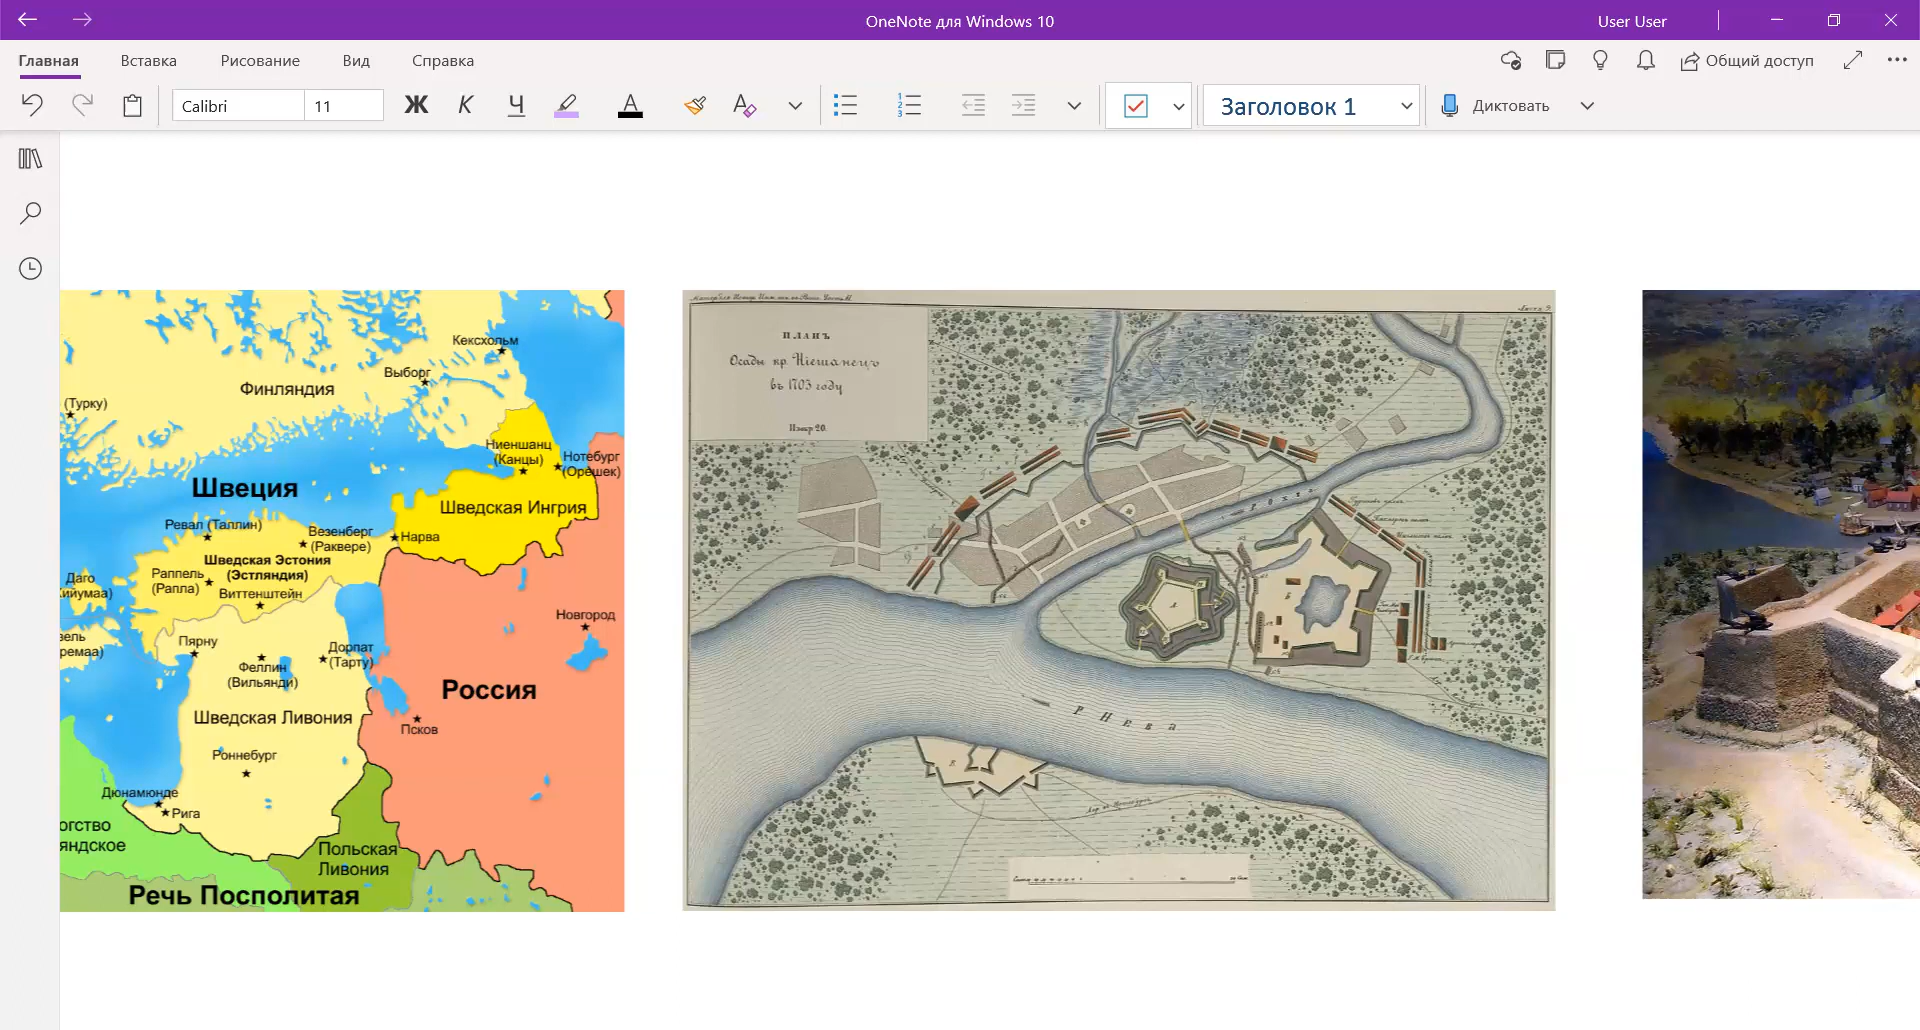 OneNote для Windows 10
User User
Главная
Вставка
Рисование
Вид
Справка
Общий доступ
Calibri
11
Ж
К
Ч
А
Заголовок 1
Диктовать
Кексхольм
Выборг
Финляндия
(Турку)
Ниеншанц
(Канцы)
Нотебург
(Орешек)
Швеция
Шведская Ингрия
Ревал (Таллин)
Везенберг
(Раквере)
Нарва
Шведская Эстония
(Эстляндия)
Раппель
(Рапла)
Даго
Виттенштейн
Новгород
Пярну
Дорпат
(Тарту)
Феллин
(Вильянди)
Россия
Шведская Ливония
Псков
Роннебург
Дюнамюнде
Рига
Польская
Ливония
Речь Посполитая
ПЛАНЪ
Осады кр. Ніешанецъ
въ 1703 году
Р Нева